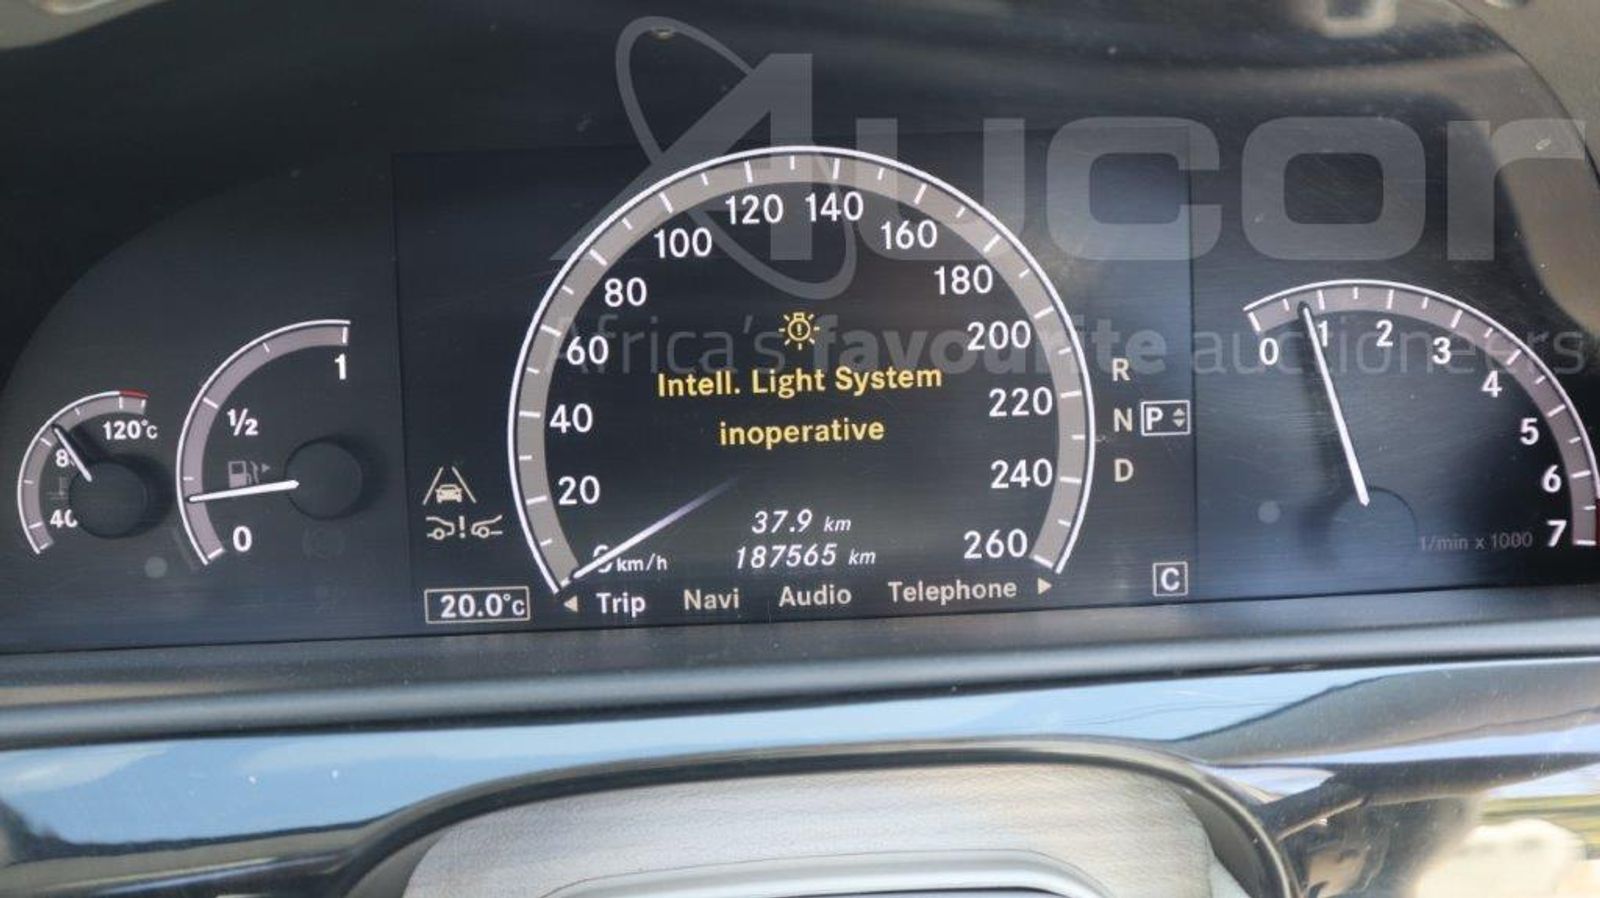 Aucor
Africa's favourite auctioneers
120°C
40
1
½
0
20
40
60
80
100
120
140
160
180
200
220
240
260
km/h
Intell. Light System
inoperative
37.9 km
187565 km
20.0°C
Trip Navi Audio Telephone
R
N P
D
C
0 1 2 3 4 5 6 7
1/min x 1000